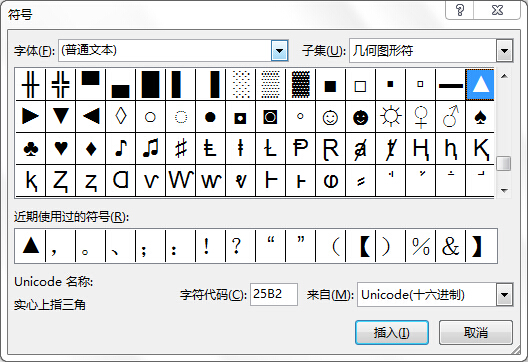 符号
字体(F): (普通文本) 子集(U): 几何图形符
╫ ╬ ▀ ▄ █ ▌ ▐ ░ ▒ ▓ ■ □ ▪ ▫ ▬ ▲
► ▼ ◄ ◊ ○ ◌ ● ◘ ◙ ◦ ☺ ☻ ☼ ♀ ♂ ♠
♣ ♥ ♦ ♪ ♫ ♯ Ⱡ ⱡ Ɫ Ᵽ Ɽ ⱥ ⱦ Ⱨ ⱨ Ⱪ
ⱪ Ⱬ ⱬ Ɑ ⱱ Ⱳ ⱳ ⱴ Ⱶ ⱶ ⱷ
近期使用过的符号(R):
▲ ， 。 、 ； ： ！ ？ “ ” （ 【 ） % & 】
Unicode 名称:
字符代码(C): 25B2 来自(M): Unicode(十六进制)
实心上指三角
插入(I) 取消